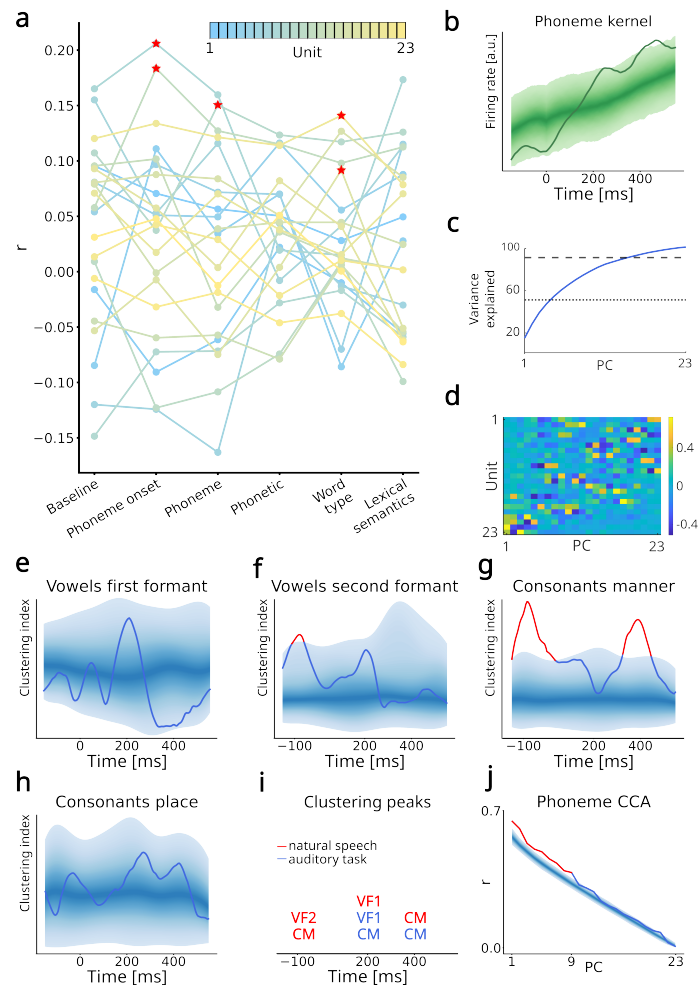 a
1
Unit
23
r
0.20
0.15
0.10
0.05
0.00
−0.05
−0.10
−0.15
Baseline
Phoneme onset
Phoneme
Phonetic
Word
type
Lexical
semantics
b
Phoneme kernel
Firing rate [a.u.]
0
200
400
Time [ms]
c
Variance
explained
100
60
20
1
PC
23
d
Unit
1
23
1
PC
23
0.4
0
-0.4
e
Vowels first formant
Clustering index
0
200
400
Time [ms]
f
Vowels second formant
Clustering index
−100
200
400
Time [ms]
g
Consonants manner
Clustering index
−100
200
400
Time [ms]
h
Consonants place
Clustering index
0
200
400
Time [ms]
i
Clustering peaks
natural speech
auditory task
VF1
VF2 VF1 CM
CM CM CM
−100
200
400
Time [ms]
j
Phoneme CCA
r
0.7
0.0
1
9
23
PC